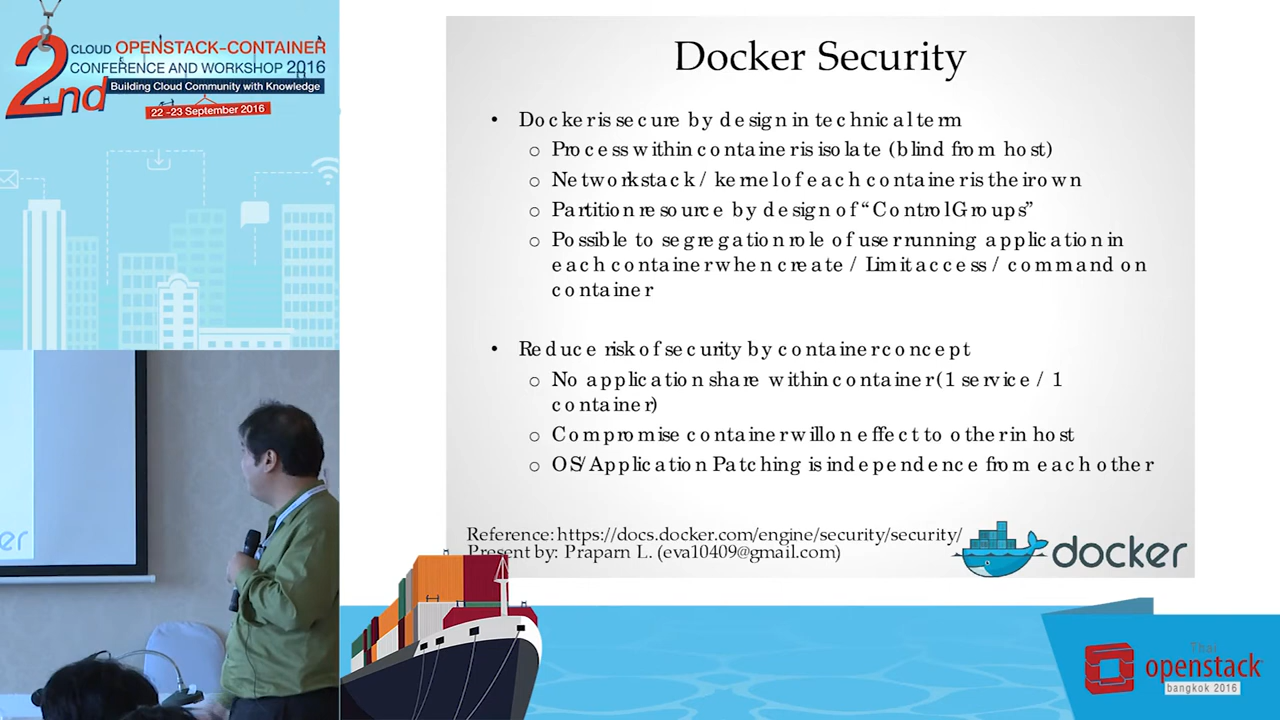 2nd
CLOUD OPENSTACK-CONTAINER
CONFERENCE AND WORKSHOP 2016
Building Cloud Community with Knowledge
22 -23 September 2016
Docker Security
• Docker is secure by design in technical term
o Process within container is isolate (blind from host)
o Network stack / kernel of each container is their own
o Partition resource by design of “Control Groups”
o Possible to segregation role of user running application in
each container when create / Limit access / command on
container
• Reduce risk of security by container concept
o No application share within container (1 service / 1
container)
o Compromise container will on effect to other in host
o OS/Application Patching is independence from each other
Reference: https://docs.docker.com/engine/security/security/
Present by: Praparn L. (eva10409@gmail.com)
docker
er
Thai
openstack
bangkok 2016